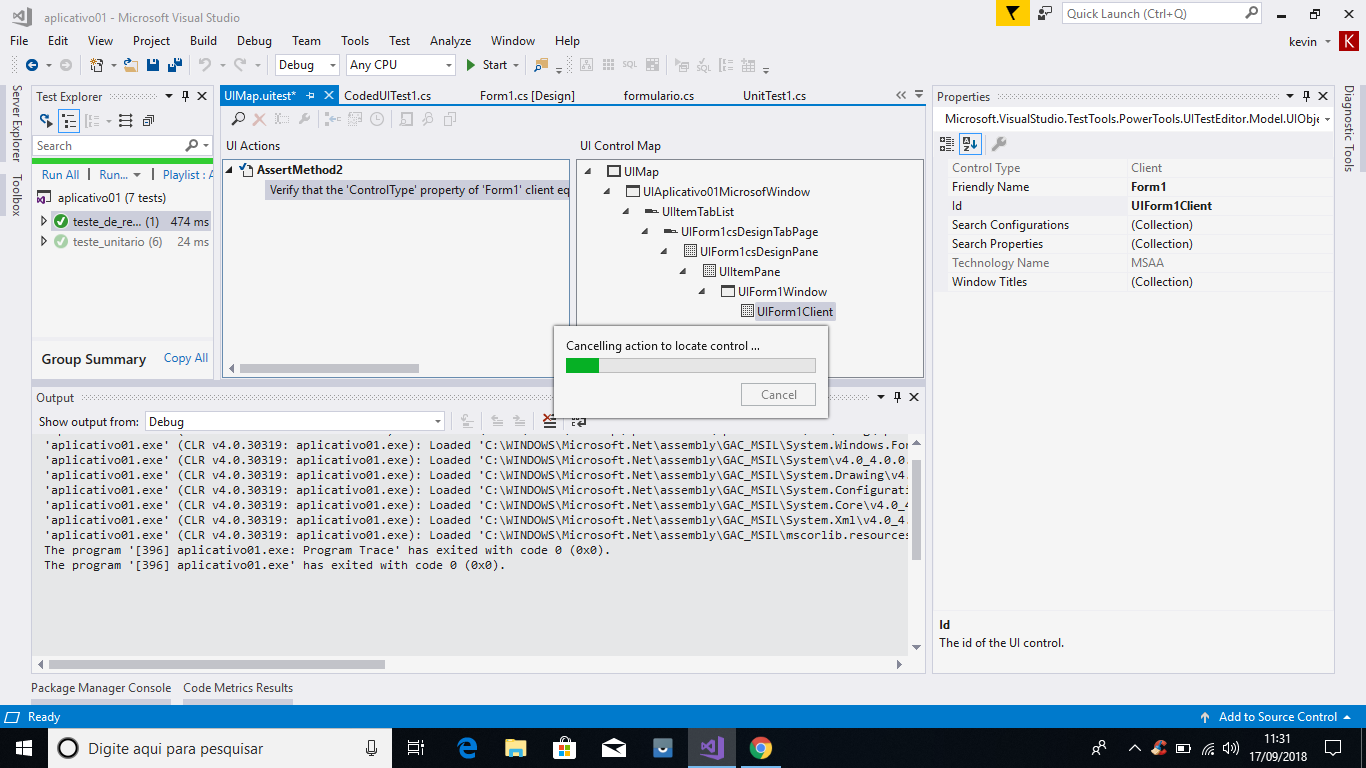 aplicativo01 - Microsoft Visual Studio
Quick Launch (Ctrl+Q)
File Edit View Project Build Debug Team Tools Test Analyze Window Help
kevin K
Debug Any CPU Start
Server Explorer
Toolbox
Test Explorer
Search
Run All Run... Playlist : A
aplicativo01 (7 tests)
teste_de_re... (1) 474 ms
teste_unitario (6) 24 ms
Group Summary Copy All
UIMap.uitest* CodedUITest1.cs Form1.cs [Design] formulario.cs UnitTest1.cs
UI Actions
AssertMethod2
Verify that the 'ControlType' property of 'Form1' client eq
UI Control Map
UIMap
UIAplicativo01MicrosofWindow
UIItemTabList
UIForm1csDesignTabPage
UIForm1csDesignPane
UIItemPane
UIForm1Window
UIForm1Client
Cancelling action to locate control ...
Cancel
Properties
Microsoft.VisualStudio.TestTools.PowerTools.UITestEditor.Model.UIObje
Control Type Client
Friendly Name Form1
Id UIForm1Client
Search Configurations (Collection)
Search Properties (Collection)
Technology Name MSAA
Window Titles (Collection)
Id
The id of the UI control.
Diagnostic Tools
Output
Show output from: Debug
'aplicativo01.exe' (CLR v4.0.30319: aplicativo01.exe): Loaded 'C:\WINDOWS\Microsoft.Net\assembly\GAC_MSIL\System.Windows.For
'aplicativo01.exe' (CLR v4.0.30319: aplicativo01.exe): Loaded 'C:\WINDOWS\Microsoft.Net\assembly\GAC_MSIL\System\v4.0_4.0.0.
'aplicativo01.exe' (CLR v4.0.30319: aplicativo01.exe): Loaded 'C:\WINDOWS\Microsoft.Net\assembly\GAC_MSIL\System.Drawing\v4.
'aplicativo01.exe' (CLR v4.0.30319: aplicativo01.exe): Loaded 'C:\WINDOWS\Microsoft.Net\assembly\GAC_MSIL\System.Configurati
'aplicativo01.exe' (CLR v4.0.30319: aplicativo01.exe): Loaded 'C:\WINDOWS\Microsoft.Net\assembly\GAC_MSIL\System.Core\v4.0_4
'aplicativo01.exe' (CLR v4.0.30319: aplicativo01.exe): Loaded 'C:\WINDOWS\Microsoft.Net\assembly\GAC_MSIL\System.Xml\v4.0_4.
'aplicativo01.exe' (CLR v4.0.30319: aplicativo01.exe): Loaded 'C:\WINDOWS\Microsoft.Net\assembly\GAC_MSIL\mscorlib.resources
The program '[396] aplicativo01.exe: Program Trace' has exited with code 0 (0x0).
The program '[396] aplicativo01.exe' has exited with code 0 (0x0).
Package Manager Console Code Metrics Results
Ready
Add to Source Control
Digite aqui para pesquisar
11:31
17/09/2018